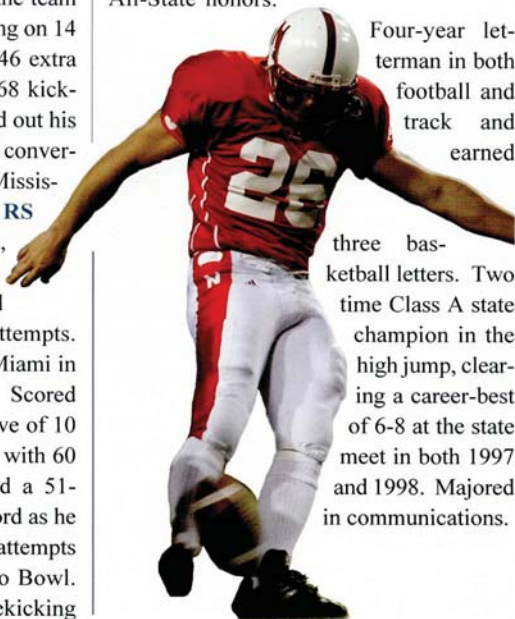 the team
ng on 14
46 extra
68 kick-
d out his
conver-
Missis-
RS
,
ttempts.
Miami in
Scored
ve of 10
with 60
d a 51-
ord as he
attempts
o Bowl.
ekicking
All-State honors.
Four-year let-
terman in both
football and
track and
earned
three bas-
ketball letters. Two
time Class A state
champion in the
high jump, clear-
ing a career-best
of 6-8 at the state
meet in both 1997
and 1998. Majored
in communications.
26
N